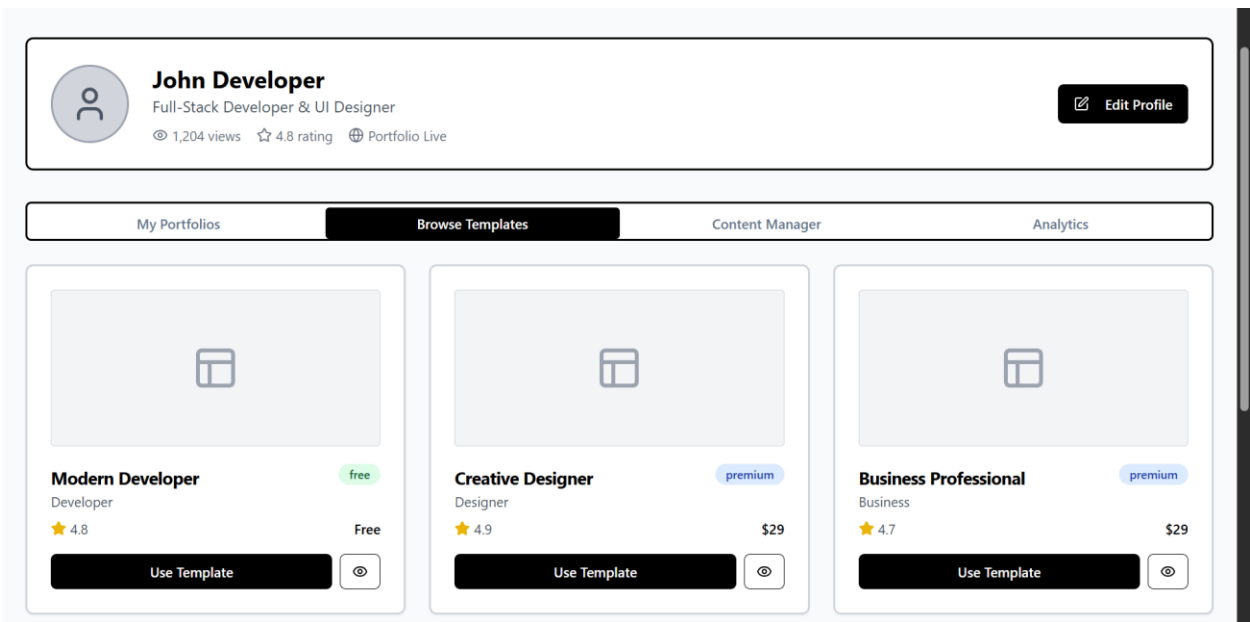 John Developer
Full-Stack Developer & UI Designer
1,204 views 4.8 rating Portfolio Live
Edit Profile
My Portfolios Browse Templates Content Manager Analytics
Modern Developer free
Developer
4.8 Free
Use Template
Creative Designer premium
Designer
4.9 $29
Use Template
Business Professional premium
Business
4.7 $29
Use Template